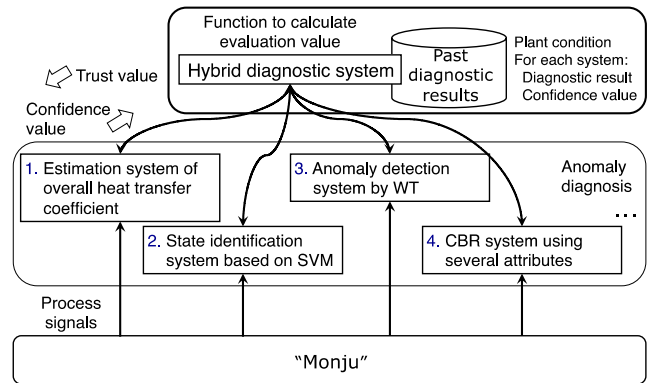 Function to calculate
evaluation value
Hybrid diagnostic system
Past
diagnostic
results
Plant condition
For each system:
Diagnostic result
Confidence value
Trust value
Confidence
value
1. Estimation system of
overall heat transfer
coefficient
3. Anomaly detection
system by WT
Anomaly
diagnosis
...
2. State identification
system based on SVM
4. CBR system using
several attributes
Process
signals
“Monju”